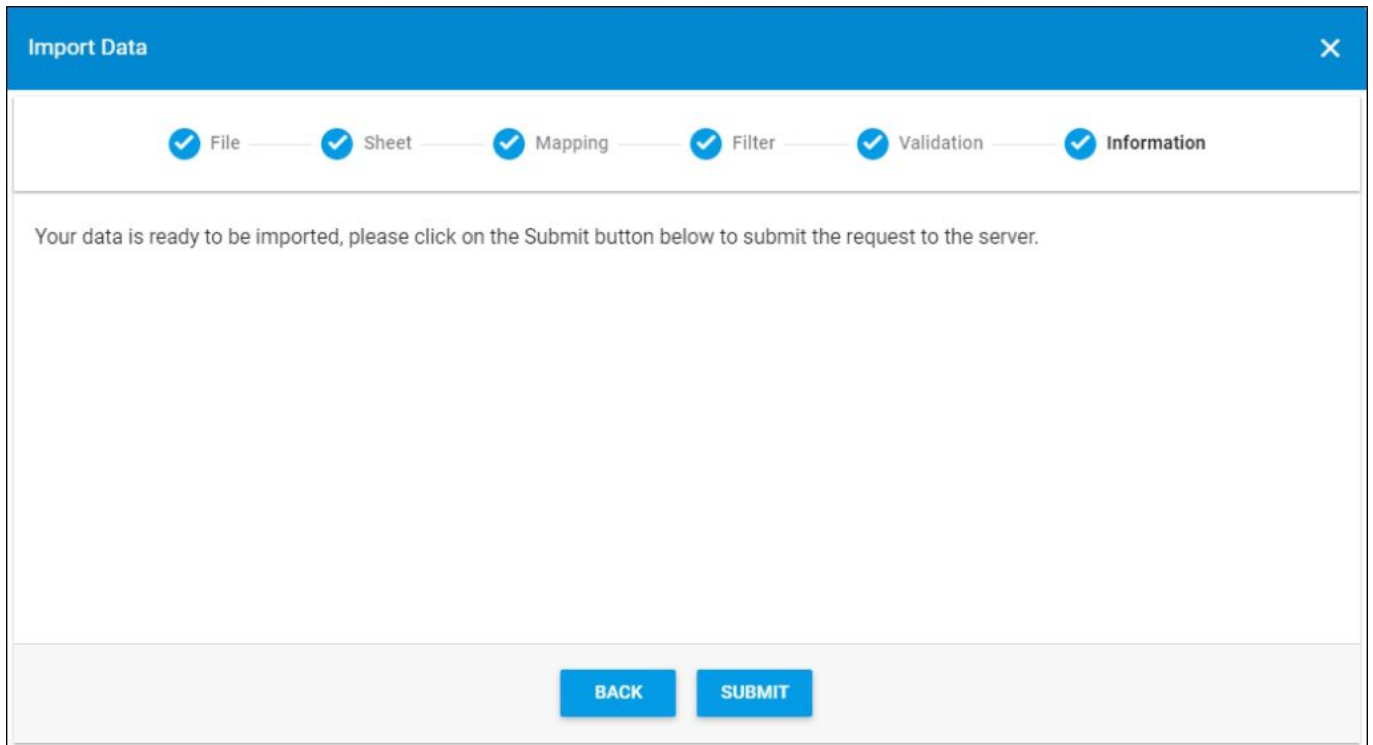 Import Data
File Sheet Mapping Filter Validation Information
Your data is ready to be imported, please click on the Submit button below to submit the request to the server.
BACK SUBMIT